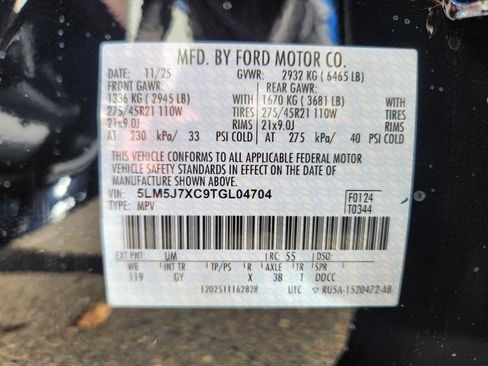 MFD. BY FORD MOTOR CO.
DATE: 11/25 GVWR: 2932 KG ( 6465 LB)
FRONT GAWR: REAR GAWR:
1336 KG ( 2945 LB) WITH 1670 KG ( 3681 LB) WITH
275/45R21 110W TIRES 275/45R21 110W TIRES
21x9.0J RIMS 21x9.0J RIMS
AT 230 kPa/ 33 PSI COLD AT 275 kPa/ 40 PSI COLD
THIS VEHICLE CONFORMS TO ALL APPLICABLE FEDERAL MOTOR
VEHICLE SAFETY STANDARDS IN EFFECT ON THE
DATE OF MANUFACTURE SHOWN ABOVE.
VIN: 5LM5J7XC9TGL04704 F0124
TYPE: MPV T0344
EXT PNT: UM RC: 55 DSO:
WB INT TR TP/PS R AXLE TR SPR
119 GY X 3B T DDCC
1202511162828 UTC ▽ RU5A-1520472-AB